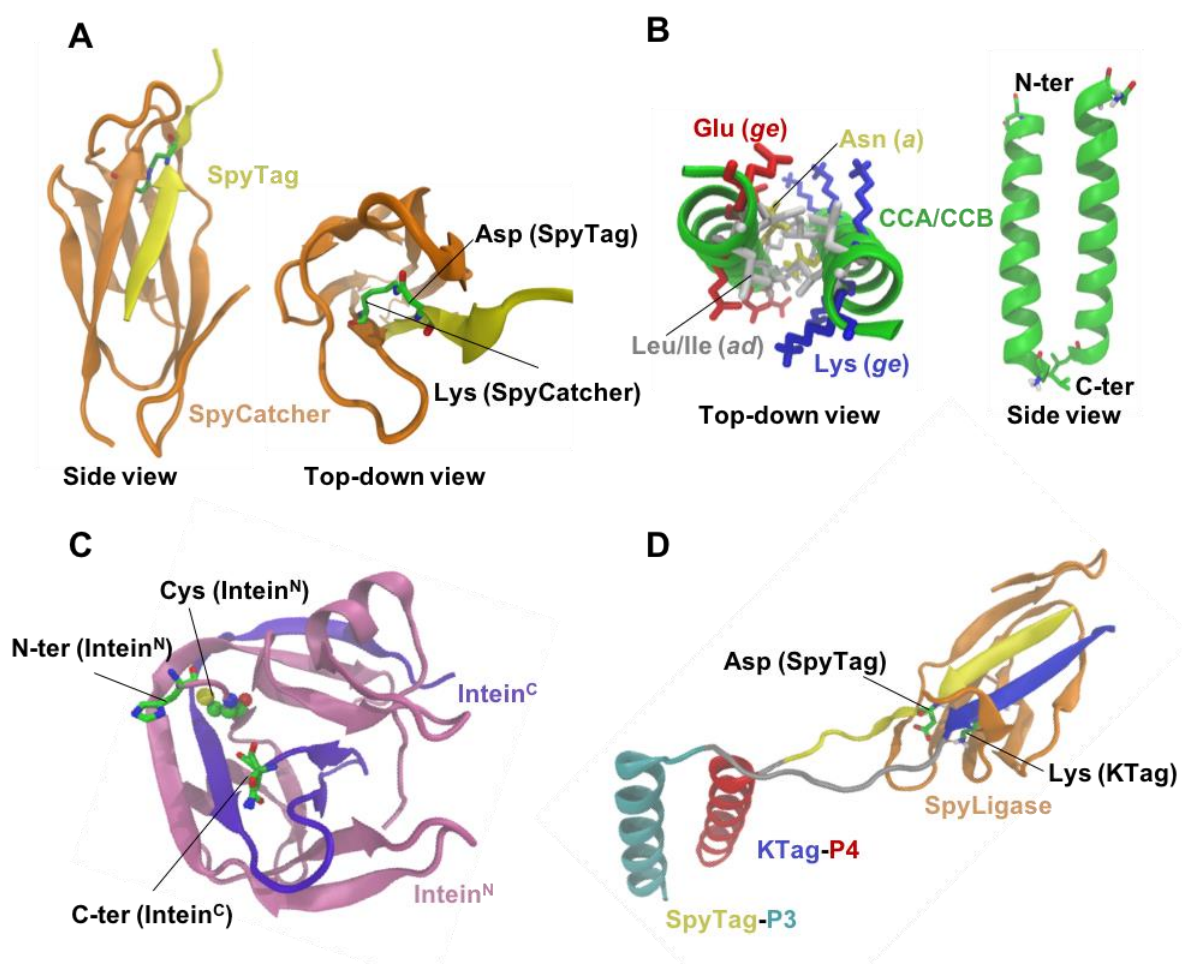 A
SpyTag
Asp (SpyTag)
Lys (SpyCatcher)
SpyCatcher
Side view
Top-down view
B
N-ter
Glu (ge)
Asn (a)
CCA/CCB
Leu/Ile (ad)
Lys (ge)
C-ter
Top-down view
Side view
C
Cys (Intein^N)
N-ter (Intein^N)
Intein^C
Intein^N
C-ter (Intein^C)
D
Asp (SpyTag)
Lys (KTag)
SpyLigase
KTag-P4
SpyTag-P3